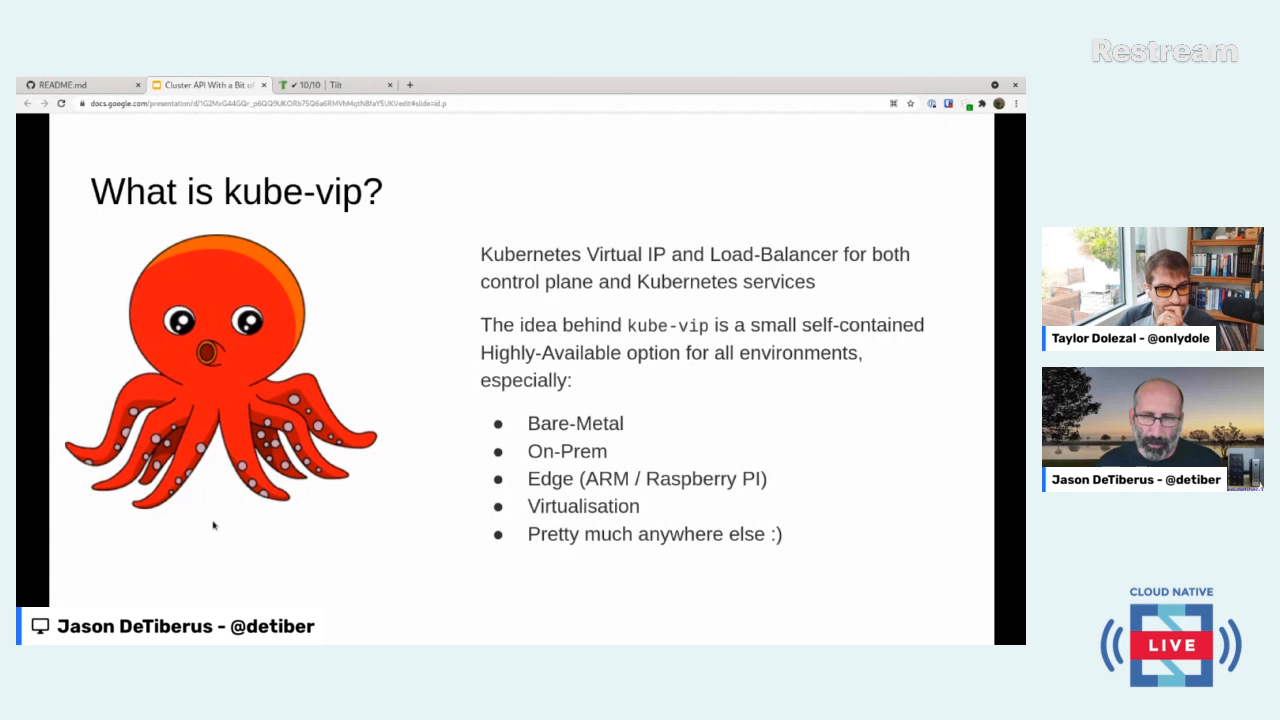 Restream
README.md
Cluster API With a Bit of
✓ 10/10 | Tilt
What is kube-vip?
Kubernetes Virtual IP and Load-Balancer for both
control plane and Kubernetes services
The idea behind kube-vip is a small self-contained
Highly-Available option for all environments,
especially:
● Bare-Metal
● On-Prem
● Edge (ARM / Raspberry PI)
● Virtualisation
● Pretty much anywhere else :)
Taylor Dolezal - @onlydole
Jason DeTiberus - @detiber
Jason DeTiberus - @detiber
CLOUD NATIVE
LIVE